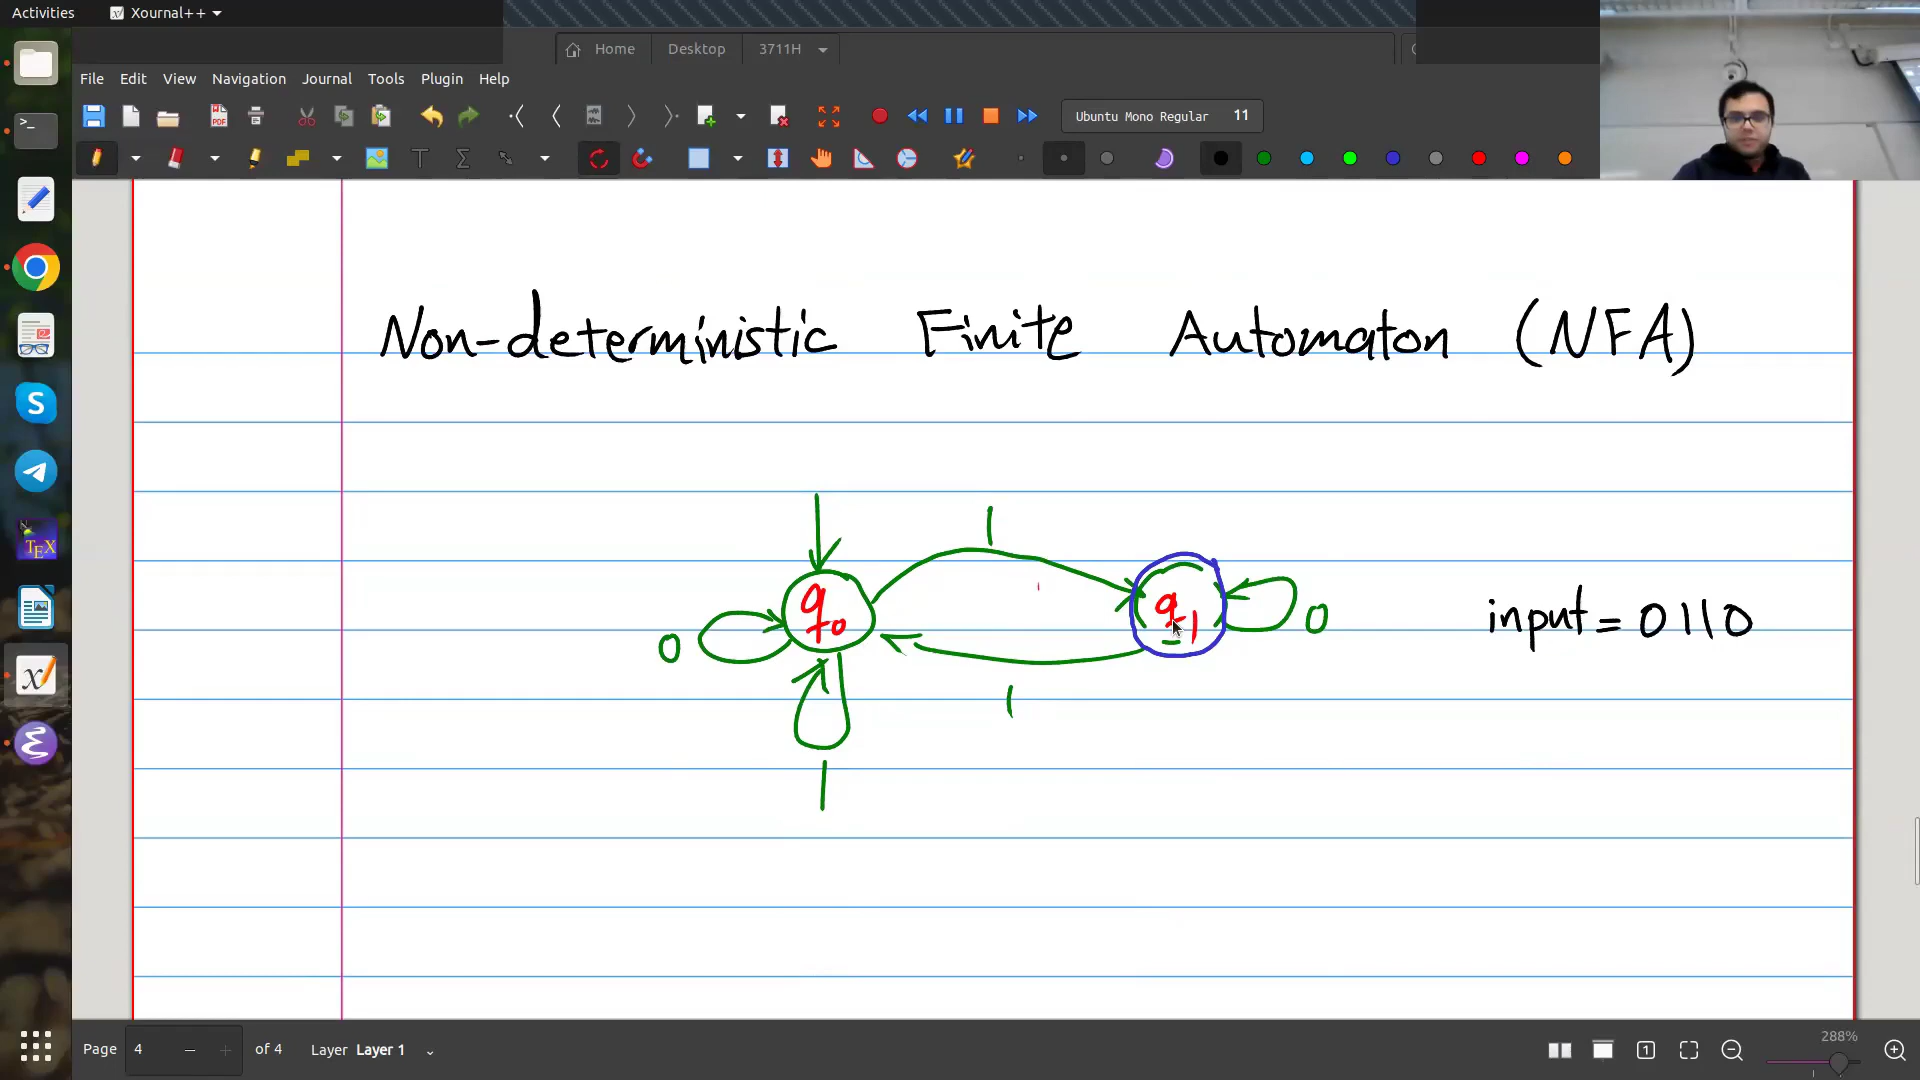 Activities Xournal++
Home Desktop 3711H
File Edit View Navigation Journal Tools Plugin Help
Ubuntu Mono Regular 11
Non-deterministic Finite Automaton (NFA)
1
q0 q1
0 0 input = 0110
1
1
Page 4 of 4 Layer Layer 1 288%